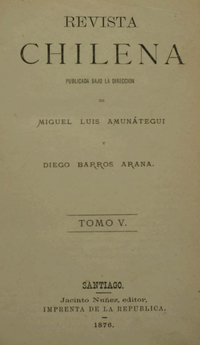 REVISTA
CHILENA
PUBLICADA BAJO LA DIRECCION
DE
MIGUEL LUIS AMUNÁTEGUI
Y
DIEGO BARROS ARANA.
TOMO V.
SANTIAGO.
Jacinto Nuñez, editor,
IMPRENTA DE LA REPUBLICA.
1876.